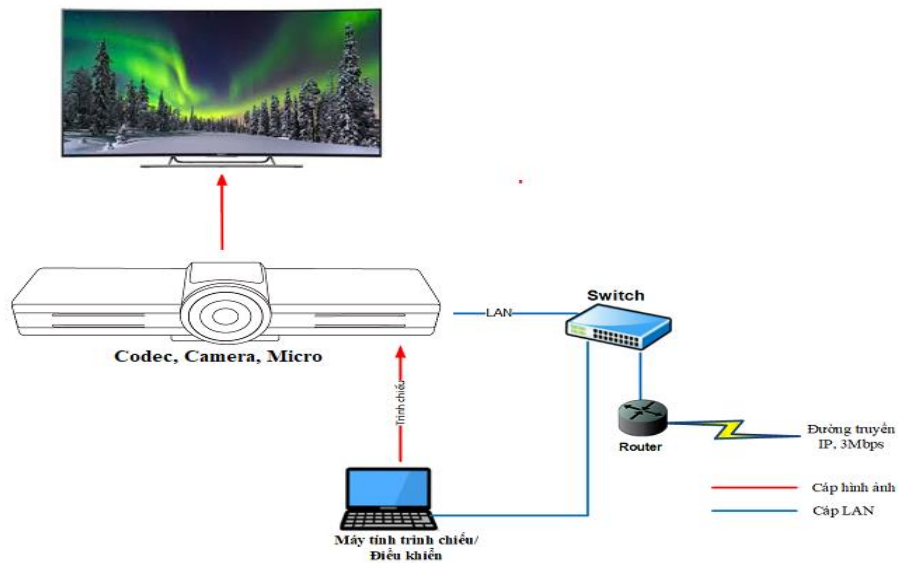 Switch
LAN
Codec, Camera, Micro
Trình chiếu
Router
Đường truyền
IP, 3Mbps
Cáp hình ảnh
Cáp LAN
Máy tính trình chiếu/
Điều khiển